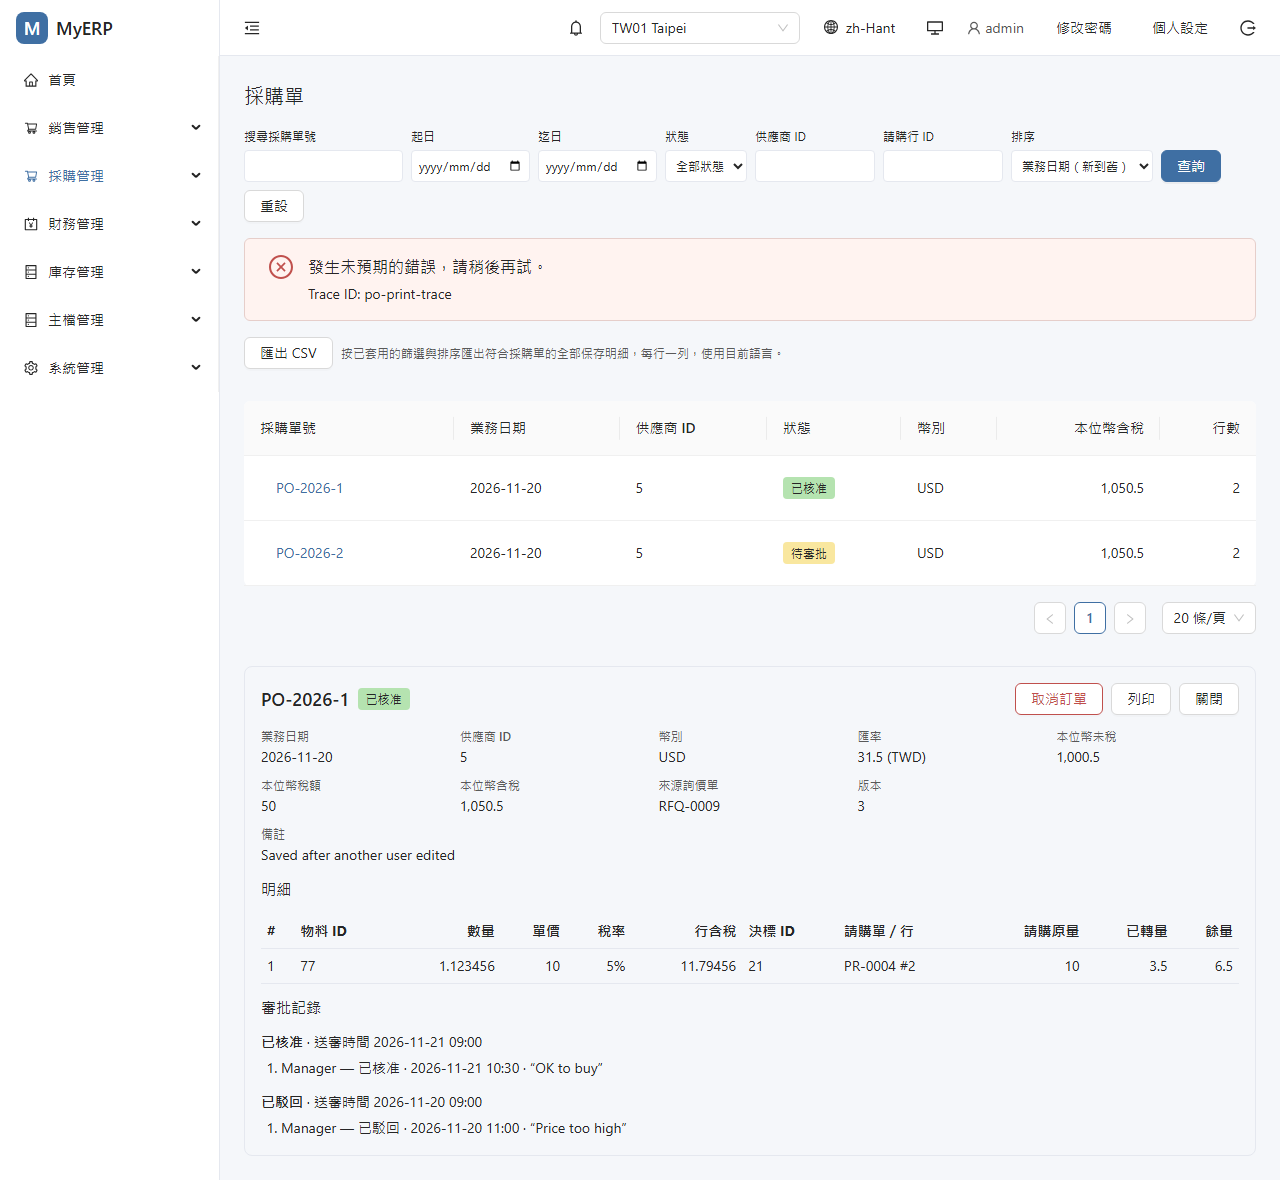 M MyERP
TW01 Taipei
zh-Hant
admin
修改密碼
個人設定
首頁
銷售管理
採購管理
財務管理
庫存管理
主檔管理
系統管理
採購單
搜尋採購單號 起日 迄日 狀態 供應商 ID 請購行 ID 排序
yyyy/mm/dd yyyy/mm/dd 全部狀態 業務日期（新到舊） 查詢
重設
發生未預期的錯誤，請稍後再試。
Trace ID: po-print-trace
匯出 CSV 按已套用的篩選與排序匯出符合採購單的全部保存明細，每行一列，使用目前語言。
採購單號 業務日期 供應商 ID 狀態 幣別 本位幣含稅 行數
PO-2026-1 2026-11-20 5 已核准 USD 1,050.5 2
PO-2026-2 2026-11-20 5 待審批 USD 1,050.5 2
1 20 條/頁
PO-2026-1 已核准 取消訂單 列印 關閉
業務日期 供應商 ID 幣別 匯率 本位幣未稅
2026-11-20 5 USD 31.5 (TWD) 1,000.5
本位幣稅額 本位幣含稅 來源詢價單 版本
50 1,050.5 RFQ-0009 3
備註
Saved after another user edited
明細
# 物料 ID 數量 單價 稅率 行含稅 決標 ID 請購單 / 行 請購原量 已轉量 餘量
1 77 1.123456 10 5% 11.79456 21 PR-0004 #2 10 3.5 6.5
審批記錄
已核准 · 送審時間 2026-11-21 09:00
1. Manager — 已核准 · 2026-11-21 10:30 · “OK to buy”
已駁回 · 送審時間 2026-11-20 09:00
1. Manager — 已駁回 · 2026-11-20 11:00 · “Price too high”